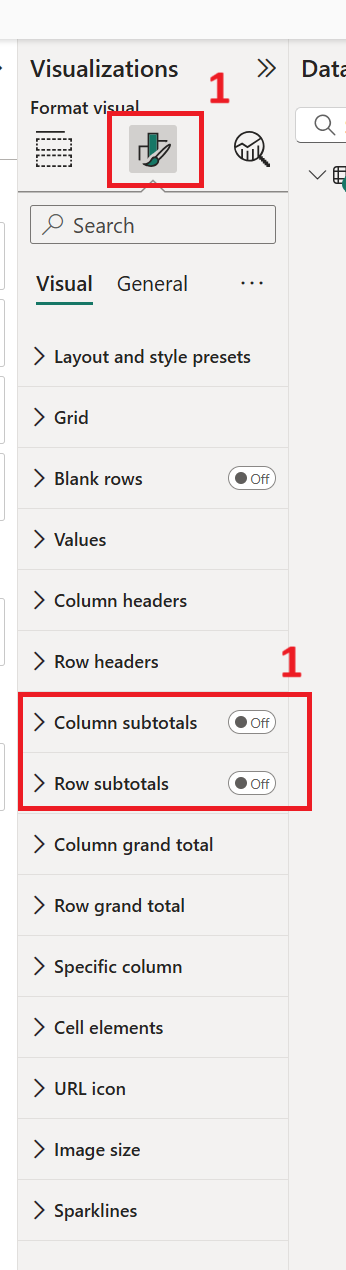 Visualizations
Data
Format visual
1
Search
Visual General ...
Layout and style presets
Grid
Blank rows Off
Values
Column headers
Row headers
1
Column subtotals Off
Row subtotals Off
Column grand total
Row grand total
Specific column
Cell elements
URL icon
Image size
Sparklines